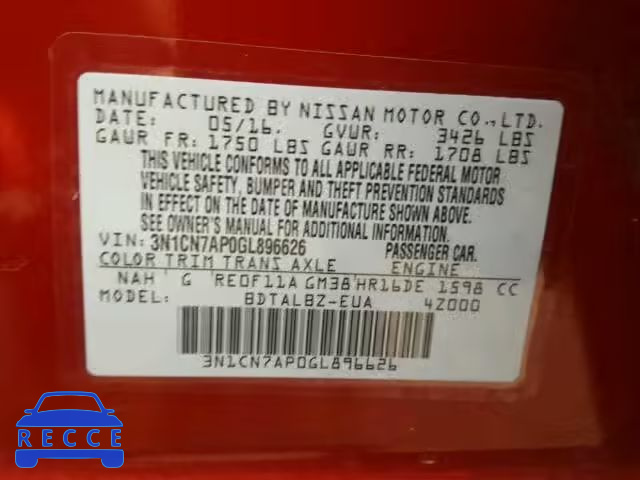 MANUFACTURED BY NISSAN MOTOR CO., LTD.
DATE: 05/16. GVWR: 3426 LBS
GAWR FR: 1750 LBS GAWR RR: 1708 LBS
THIS VEHICLE CONFORMS TO ALL APPLICABLE FEDERAL MOTOR
VEHICLE SAFETY, BUMPER AND THEFT PREVENTION STANDARDS
IN EFFECT ON THE DATE OF MANUFACTURE SHOWN ABOVE.
SEE OWNER'S MANUAL FOR ADDITIONAL INFORMATION.
VIN: 3N1CN7AP0GL896626 PASSENGER CAR.
COLOR TRIM TRANS AXLE ENGINE
NAH G RE0F11A GM38 HR16DE 1598 CC
MODEL: BDTALBZ-EUA 4Z000
3N1CN7AP0GL896626
RECCE